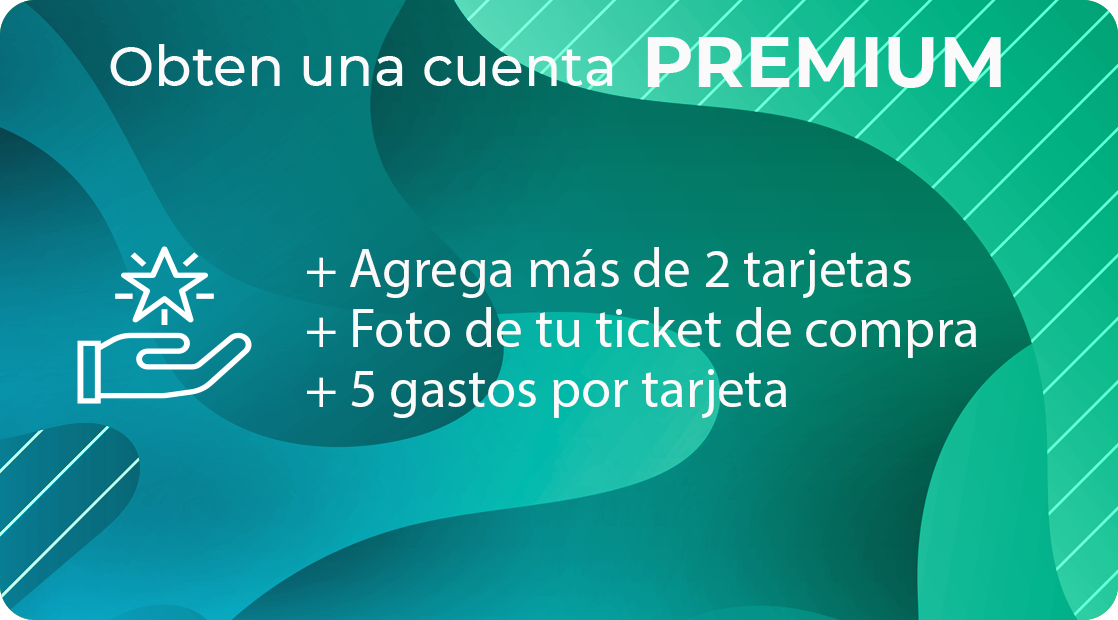 Obten una cuenta PREMIUM
+ Agrega más de 2 tarjetas
+ Foto de tu ticket de compra
+ 5 gastos por tarjeta